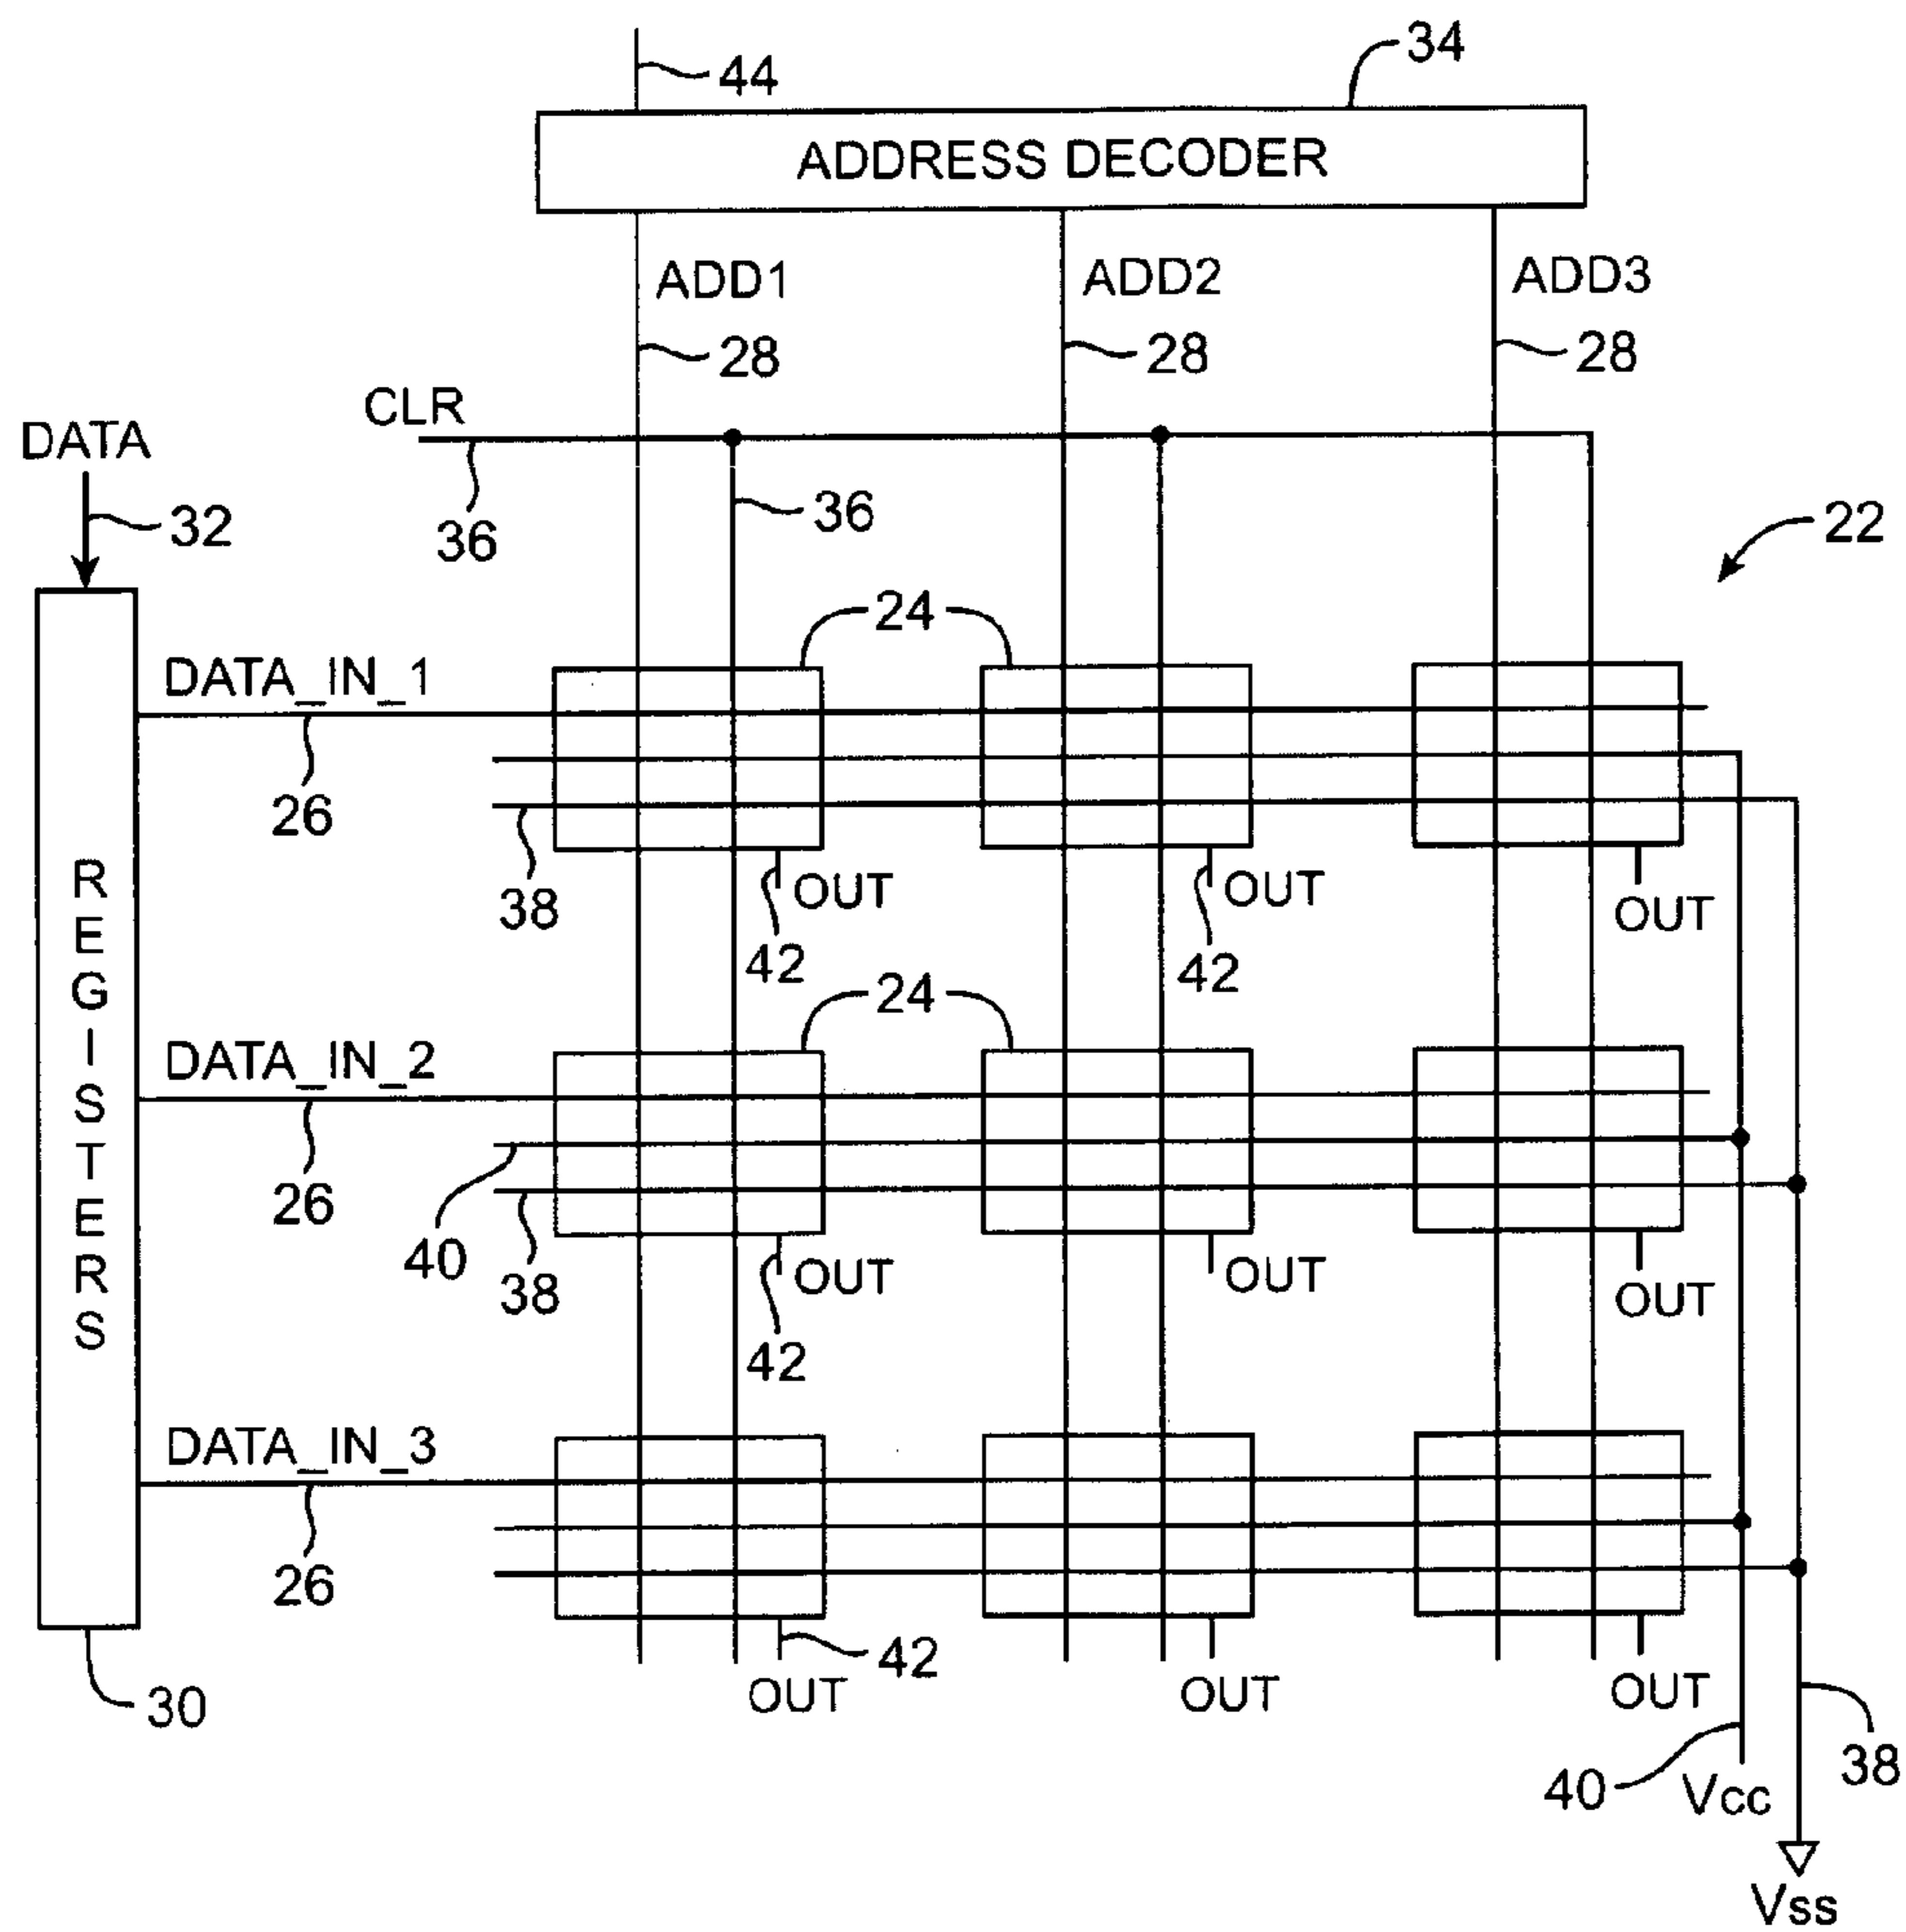 34
44
ADDRESS DECODER
ADD1 ADD2 ADD3
28 28 28
CLR
DATA
36 36
32
22
24
DATA_IN_1
26
38
OUT OUT OUT
42 42
REGISTERS
24
DATA_IN_2
26
40
38
OUT OUT OUT
42
DATA_IN_3
26
42
OUT OUT OUT
30
40 Vcc 38
Vss